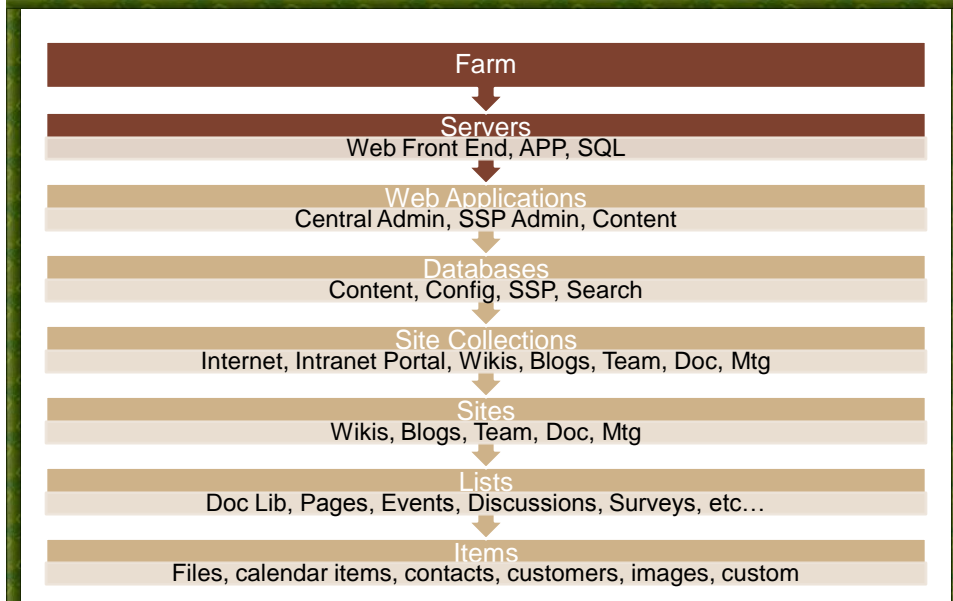 Farm
Servers
Web Front End, APP, SQL
Web Applications
Central Admin, SSP Admin, Content
Databases
Content, Config, SSP, Search
Site Collections
Internet, Intranet Portal, Wikis, Blogs, Team, Doc, Mtg
Sites
Wikis, Blogs, Team, Doc, Mtg
Lists
Doc Lib, Pages, Events, Discussions, Surveys, etc…
Items
Files, calendar items, contacts, customers, images, custom